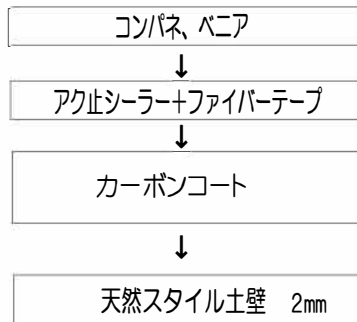 コンパネ、ベニア
↓
アク止シーラー+ファイバーテープ
↓
カーボンコート
↓
天然スタイル土壁 2mm